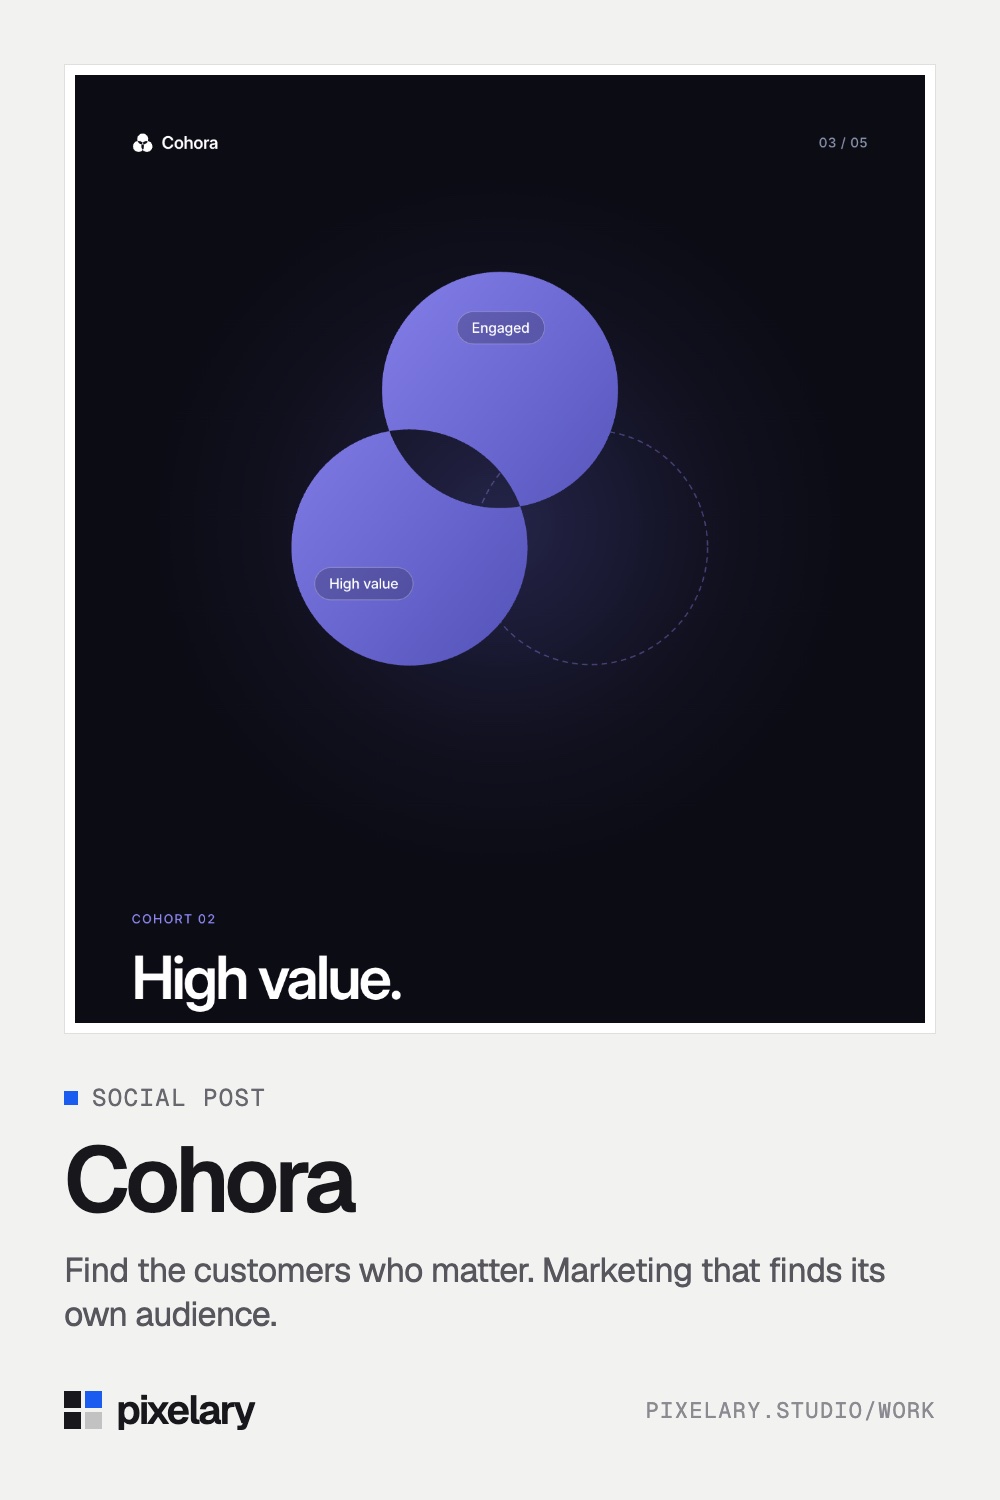 Cohora
03 / 05
Engaged
High value
COHORT 02
High value.
SOCIAL POST
Cohora
Find the customers who matter. Marketing that finds its
own audience.
pixelary
PIXELARY.STUDIO/WORK